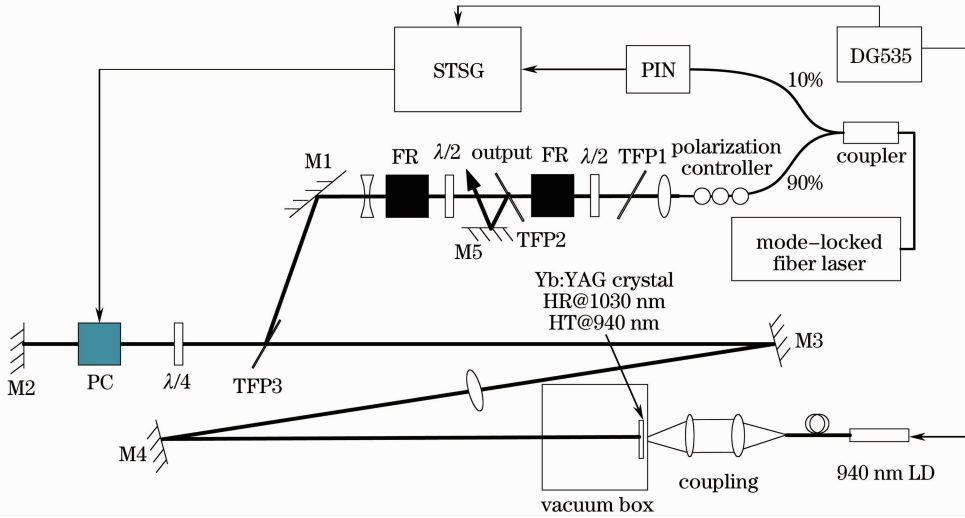 STSG
PIN
DG535
10%
coupler
90%
polarization
controller
TFP1
λ/2
FR
output
λ/2
FR
M1
M5
TFP2
mode-locked
fiber laser
Yb:YAG crystal
HR@1030 nm
HT@940 nm
M2
PC
λ/4
TFP3
M3
M4
vacuum box
coupling
940 nm LD